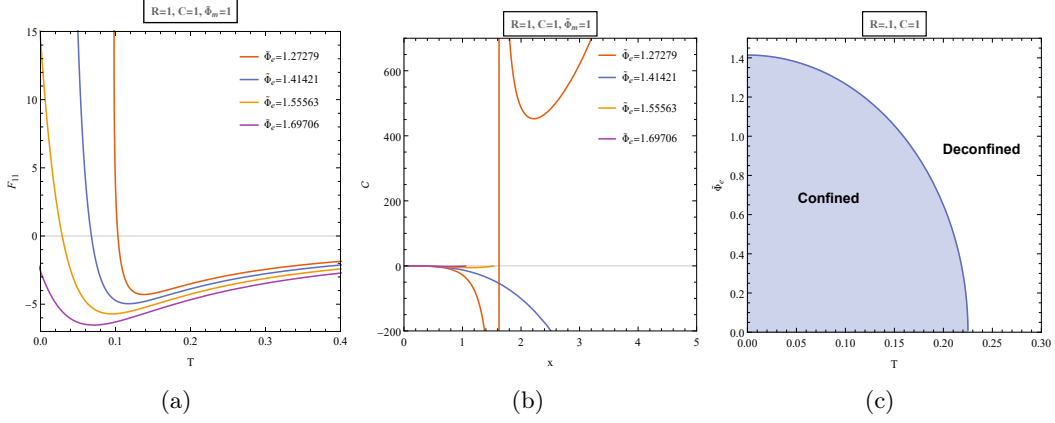 R=1, C=1, Φ̃ₘ=1
15
10
5
0
−5
0.0 0.1 0.2 0.3 0.4
F₁₁
T
Φ̃ₑ=1.27279
Φ̃ₑ=1.41421
Φ̃ₑ=1.55563
Φ̃ₑ=1.69706
(a)
R=1, C=1, Φ̃ₘ=1
600
400
200
0
−200
0 1 2 3 4 5
C
x
Φ̃ₑ=1.27279
Φ̃ₑ=1.41421
Φ̃ₑ=1.55563
Φ̃ₑ=1.69706
(b)
R=.1, C=1
1.4
1.2
1.0
0.8
0.6
0.4
0.2
0.0
0.00 0.05 0.10 0.15 0.20 0.25 0.30
Φ̃ₑ
T
Deconfined
Confined
(c)